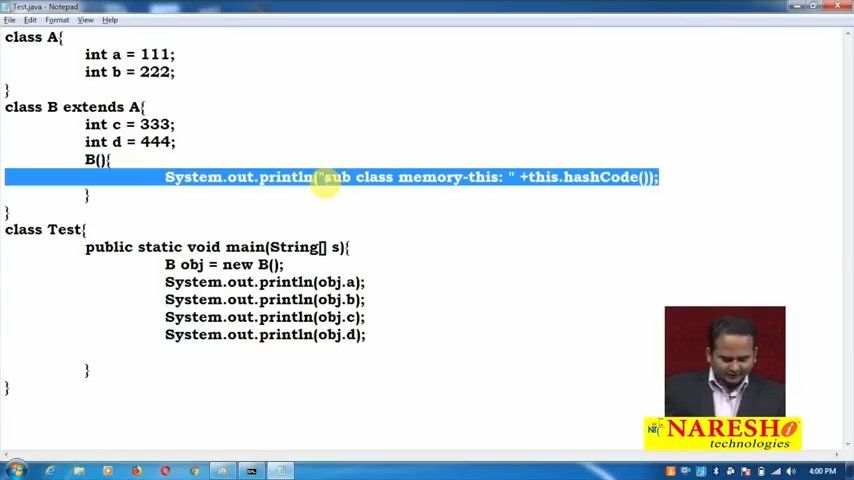 Test.java - Notepad
File Edit Format View Help
class A{
int a = 111;
int b = 222;
}
class B extends A{
int c = 333;
int d = 444;
B(){
System.out.println("sub class memory-this: " +this.hashCode());
}
}
class Test{
public static void main(String[] s){
B obj = new B();
System.out.println(obj.a);
System.out.println(obj.b);
System.out.println(obj.c);
System.out.println(obj.d);
}
}
NARESH i
technologies
4:00 PM